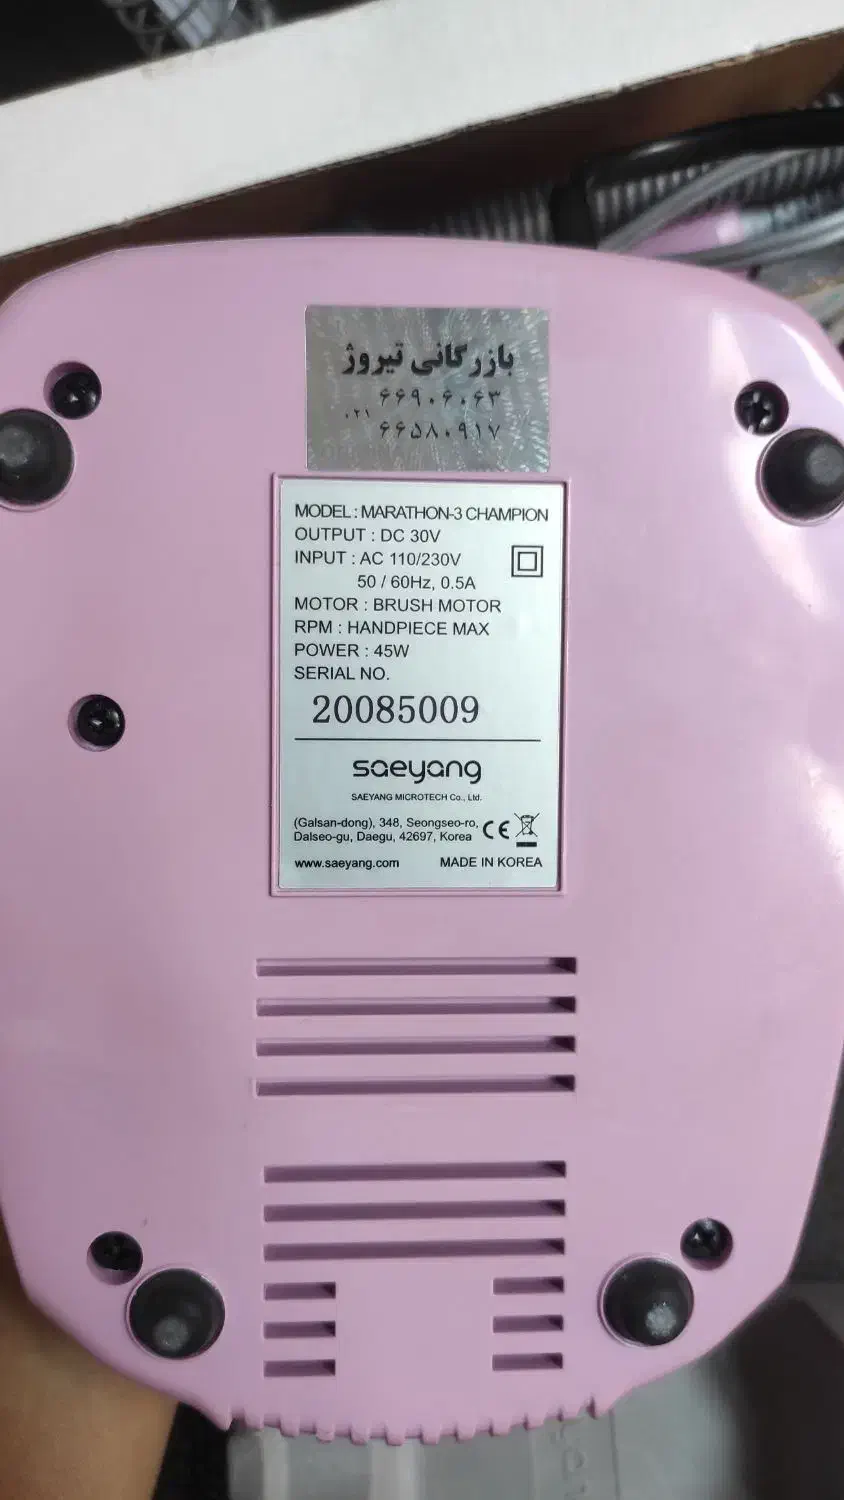 بازرگانی تیروژ
۶۶۹۰۶۰۶۳
۰۲۱
۶۶۵۸۰۹۱۷
MODEL : MARATHON-3 CHAMPION
OUTPUT : DC 30V
INPUT : AC 110/230V
50 / 60Hz, 0.5A
MOTOR : BRUSH MOTOR
RPM : HANDPIECE MAX
POWER : 45W
SERIAL NO.
20085009
saeyang
SAEYANG MICROTECH Co., Ltd.
(Galsan-dong), 348, Seongseo-ro,
Dalseo-gu, Daegu, 42697, Korea
CE
www.saeyang.com MADE IN KOREA